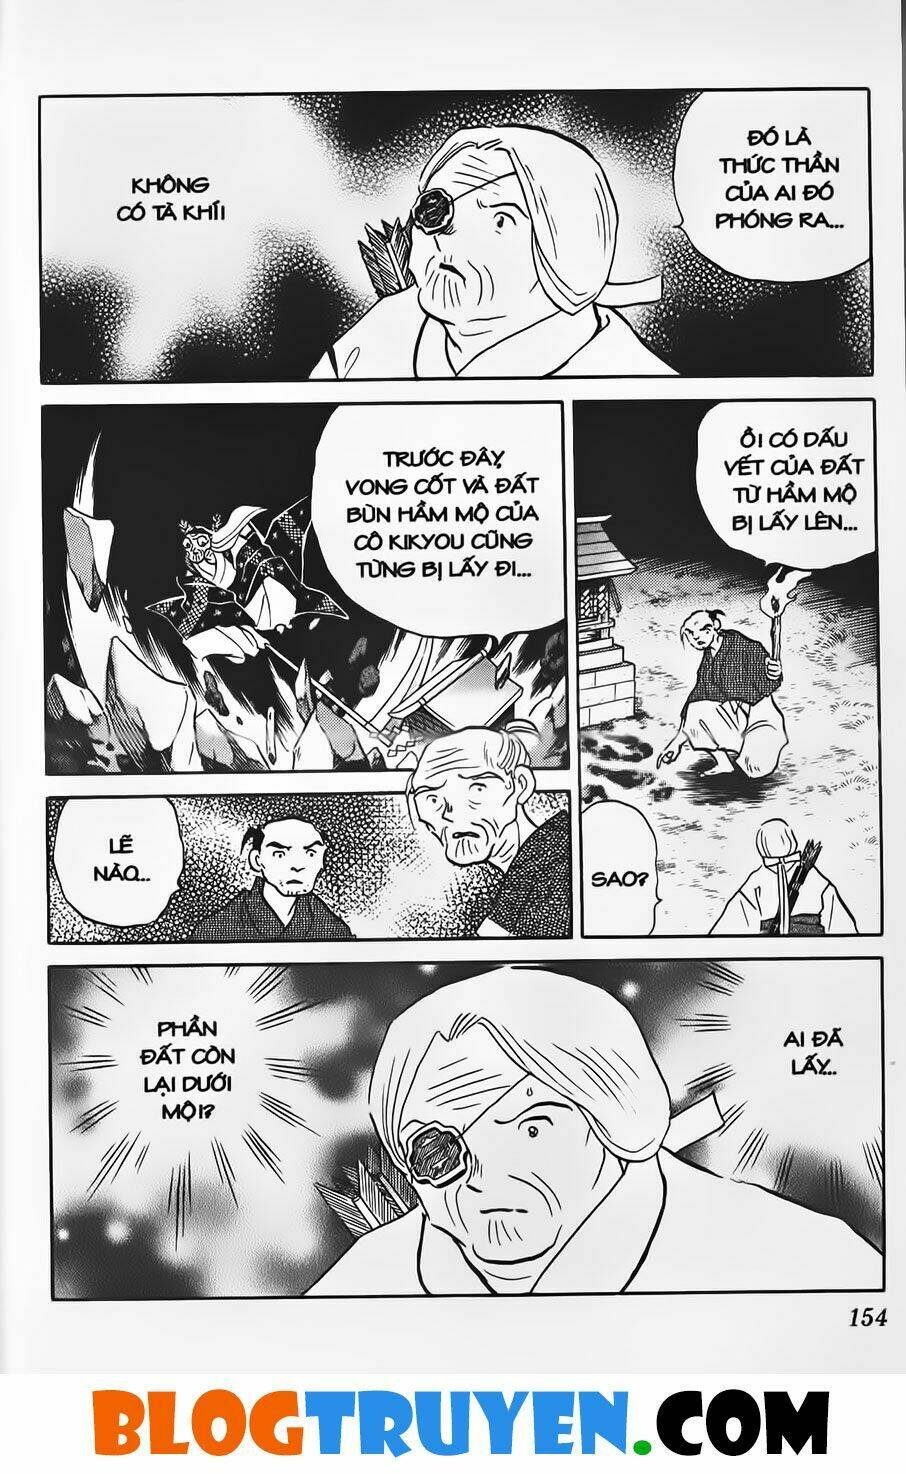 ĐÓ LÀ
THỨC THẦN
CỦA AI ĐÓ
PHÓNG RA...
KHÔNG
CÓ TÀ KHÍ!
TRƯỚC ĐÂY,
VONG CỐT VÀ ĐẤT
BÙN HẦM MỘ CỦA
CÔ KIKYOU CŨNG
TỪNG BỊ LẤY ĐI...
ỒI CÓ DẤU
VẾT CỦA ĐẤT
TỪ HẦM MỘ
BỊ LẤY LÊN...
SAO?
LẼ
NÀO...
PHẦN
ĐẤT CÒN
LẠI DƯỚI
MỘ!?
AI ĐÃ
LẤY...
154
BLOGTRUYEN.COM